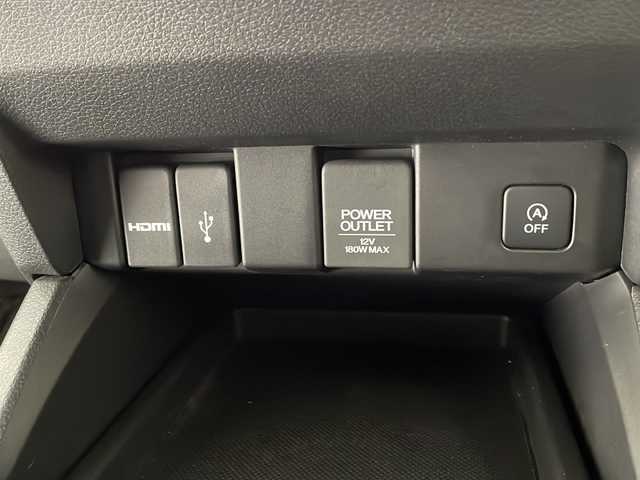 HDMI
POWER
OUTLET
12V
180W MAX
A
OFF